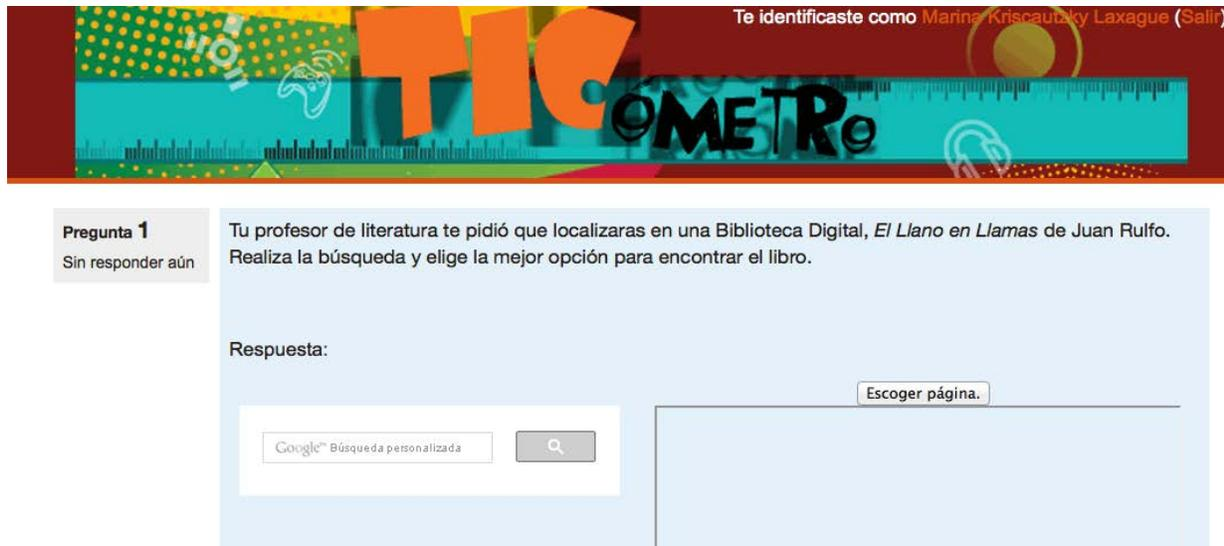 Te identificaste como Marina Kriscautzky Laxague (Salir)
TICOMETRO
Pregunta 1
Sin responder aún
Tu profesor de literatura te pidió que localizaras en una Biblioteca Digital, El Llano en Llamas de Juan Rulfo.
Realiza la búsqueda y elige la mejor opción para encontrar el libro.
Respuesta:
Escoger página.
Google™ Búsqueda personalizada